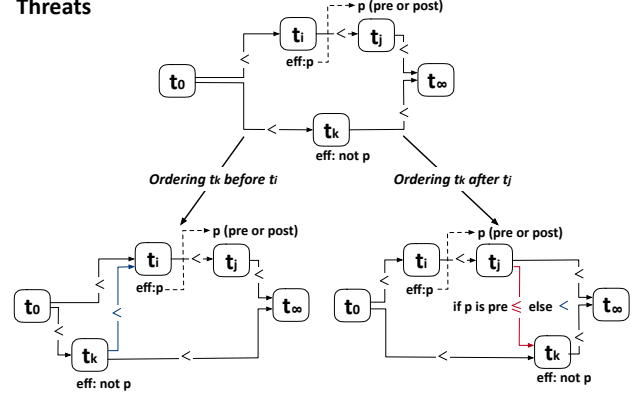 Threats
p (pre or post)
ti < tj
< <
eff:p
t0 t∞
< <
tk
eff: not p
Ordering tk before ti Ordering tk after tj
p (pre or post) p (pre or post)
ti < tj ti < tj
< < < <
eff:p eff:p
t0 < t∞ t0 if p is pre ≤ else < t∞
< < < <
tk tk
eff: not p eff: not p